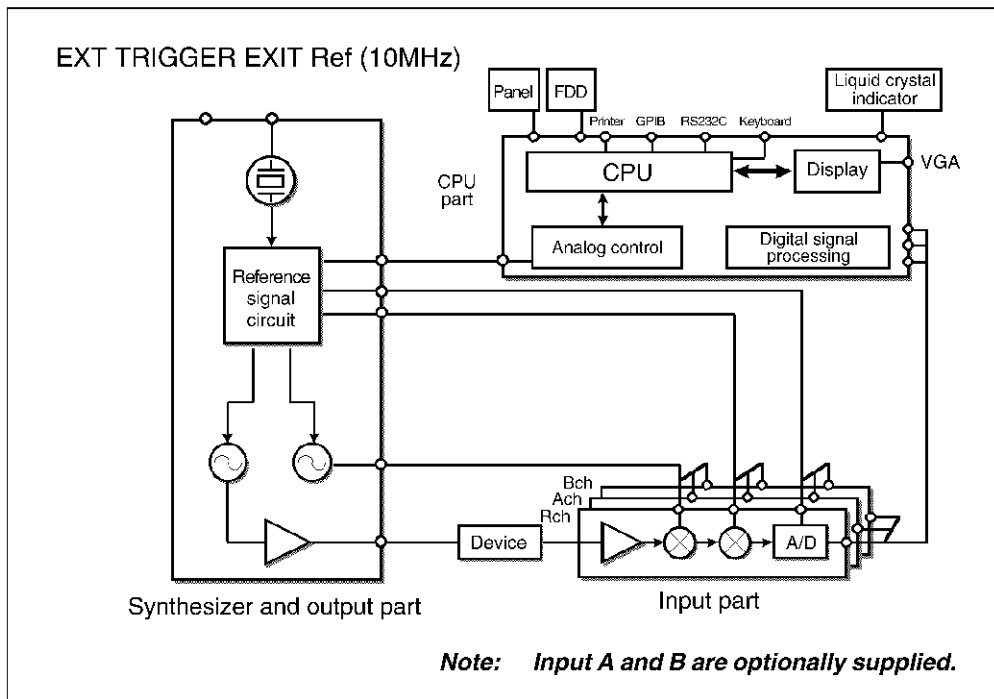 EXT TRIGGER EXIT Ref (10MHz)
Panel
FDD
Liquid crystal
indicator
Printer
GPIB
RS232C
Keyboard
CPU
part
CPU
Display
VGA
Analog control
Digital signal
processing
Reference
signal
circuit
Bch
Ach
Rch
Device
A/D
Synthesizer and output part
Input part
Note: Input A and B are optionally supplied.